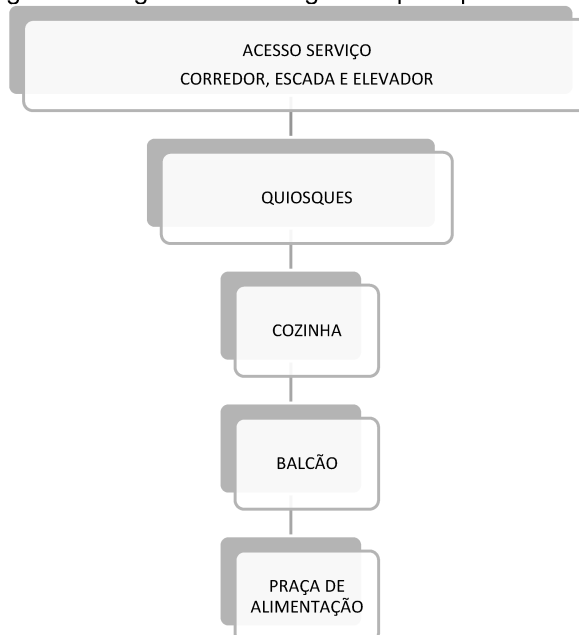 ACESSO SERVIÇO
CORREDOR, ESCADA E ELEVADOR
QUIOSQUES
COZINHA
BALCÃO
PRAÇA DE
ALIMENTAÇÃO